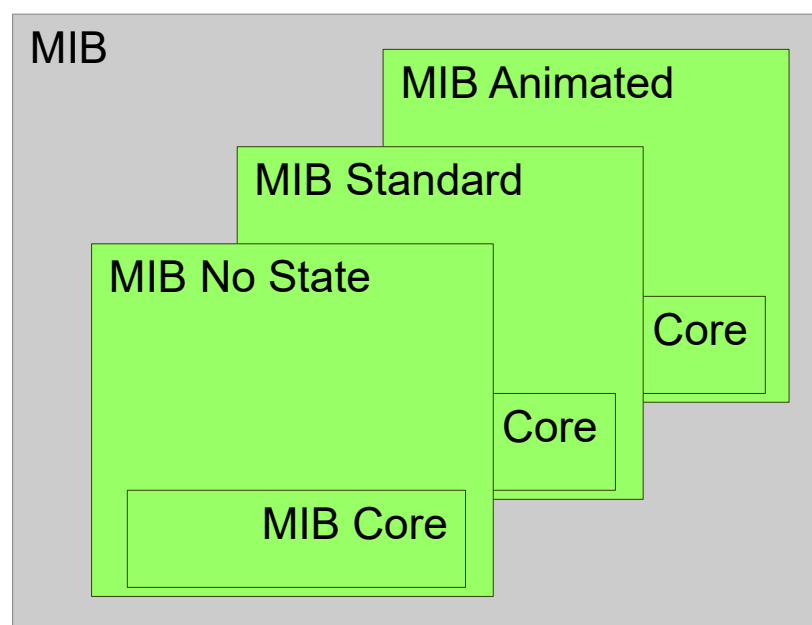 MIB
MIB Animated
MIB Standard
MIB No State
Core
Core
MIB Core